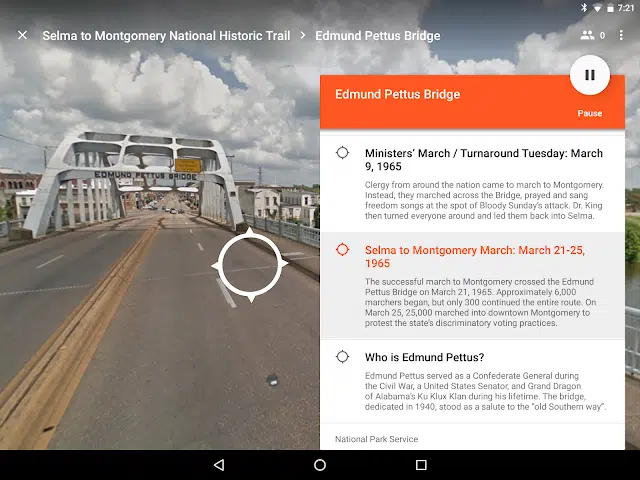 7:21
Selma to Montgomery National Historic Trail > Edmund Pettus Bridge
0
Edmund Pettus Bridge
Pause
Ministers' March / Turnaround Tuesday: March
9, 1965
Clergy from around the nation came to march to Montgomery.
Instead, they marched across the Bridge, prayed and sang
freedom songs at the spot of Bloody Sunday's attack. Dr. King
then turned everyone around and led them back into Selma.
Selma to Montgomery March: March 21-25,
1965
The successful march to Montgomery crossed the Edmund
Pettus Bridge on March 21, 1965. Approximately 6,000
marchers began, but only 300 continued the entire route. On
March 25, 25,000 marched into downtown Montgomery to
protest the state's discriminatory voting practices.
Who is Edmund Pettus?
Edmund Pettus served as a Confederate General during
the Civil War, a United States Senator, and Grand Dragon
of Alabama's Ku Klux Klan during his lifetime. The bridge,
dedicated in 1940, stood as a salute to the "old Southern way".
National Park Service
EDMUND PETTUS BRIDGE